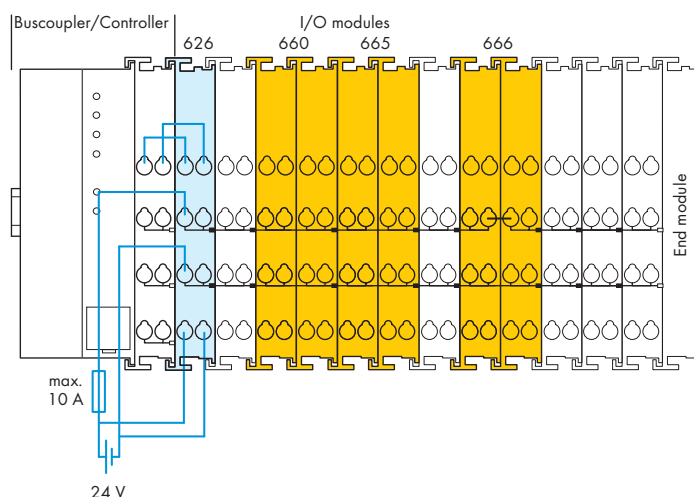 Buscoupler/Controller
I/O modules
626
660
665
666
End module
max.
10 A
24 V